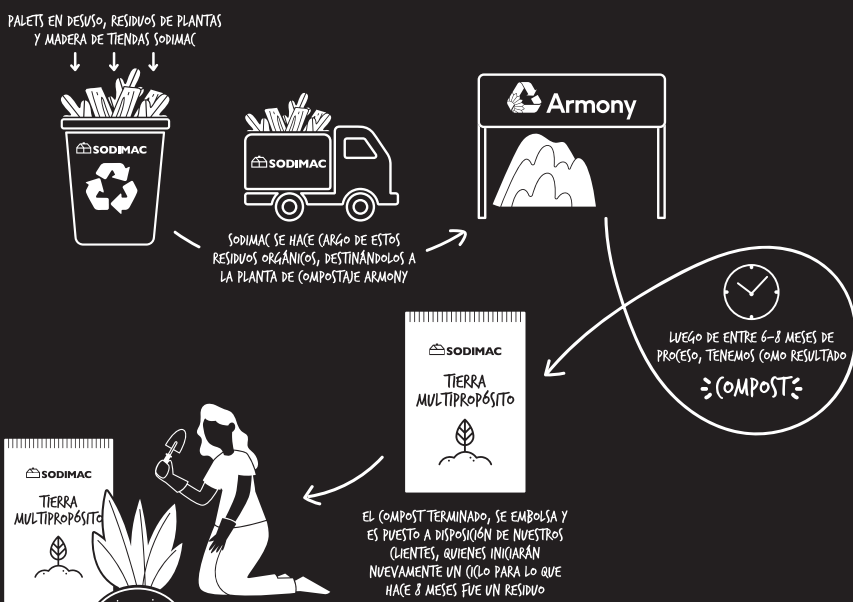 PALETS EN DESUSO, RESIDUOS DE PLANTAS
Y MADERA DE TIENDAS SODIMAC
SODIMAC
SODIMAC
Armony
SODIMAC SE HACE CARGO DE ESTOS
RESIDUOS ORGÁNICOS, DESTINÁNDOLOS A
LA PLANTA DE COMPOSTAJE ARMONY
LUEGO DE ENTRE 6-8 MESES DE
PROCESO, TENEMOS COMO RESULTADO
COMPOST
SODIMAC
TIERRA
MULTIPROPÓSITO
EL COMPOST TERMINADO, SE EMBOLSA Y
ES PUESTO A DISPOSICIÓN DE NUESTROS
CLIENTES, QUIENES INICIARÁN
NUEVAMENTE UN CICLO PARA LO QUE
HACE 8 MESES FUE UN RESIDUO
SODIMAC
TIERRA
MULTIPROPÓSITO